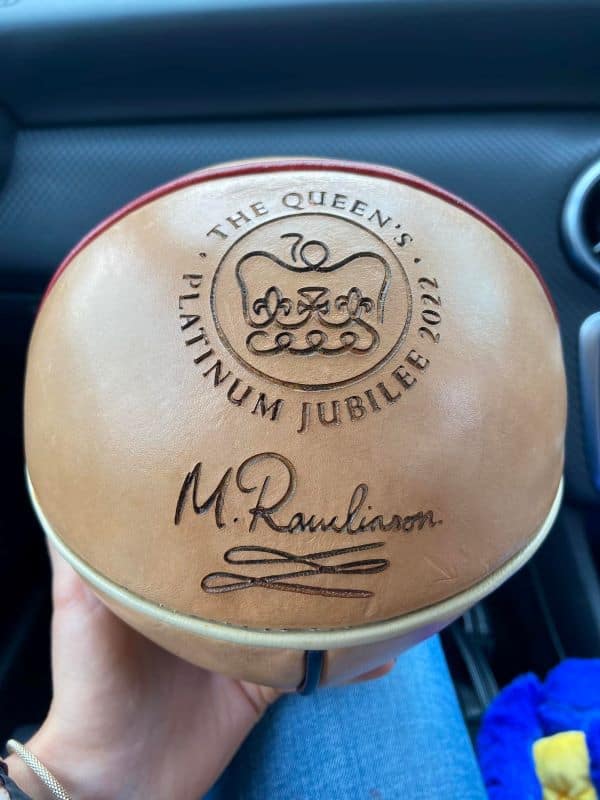 · THE QUEEN'S ·
PLATINUM JUBILEE 2022
70
M. Rawlinson.